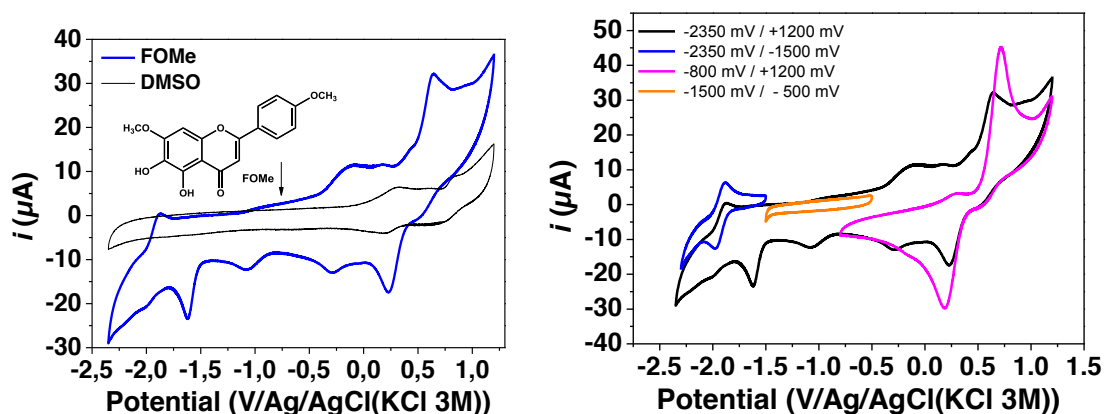 40
30
20
10
0
-10
-20
-30
i (µA)
FOMe
DMSO
OCH₃
H₃CO
O
HO
OH
O
FOMe
-2,5 -2,0 -1,5 -1,0 -0,5 0,0 0,5 1,0
Potential (V/Ag/AgCl(KCl 3M))
50
40
30
20
10
0
-10
-20
-30
-40
i (µA)
-2350 mV / +1200 mV
-2350 mV / -1500 mV
-800 mV / +1200 mV
-1500 mV / - 500 mV
-2.5 -2.0 -1.5 -1.0 -0.5 0.0 0.5 1.0 1.5
Potential (V/Ag/AgCl(KCl 3M))